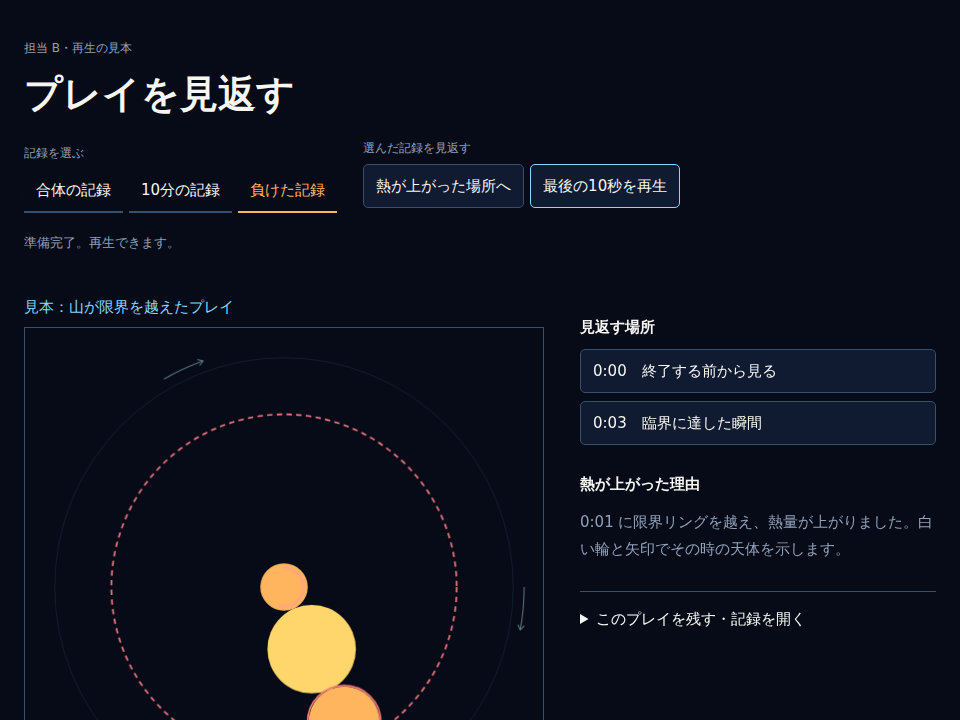 担当 B・再生の見本
プレイを見返す
記録を選ぶ
合体の記録
10分の記録
負けた記録
選んだ記録を見返す
熱が上がった場所へ
最後の10秒を再生
準備完了。再生できます。
見本：山が限界を越えたプレイ
見返す場所
0:00 終了する前から見る
0:03 臨界に達した瞬間
熱が上がった理由
0:01 に限界リングを越え、熱量が上がりました。白
い輪と矢印でその時の天体を示します。
▶ このプレイを残す・記録を開く